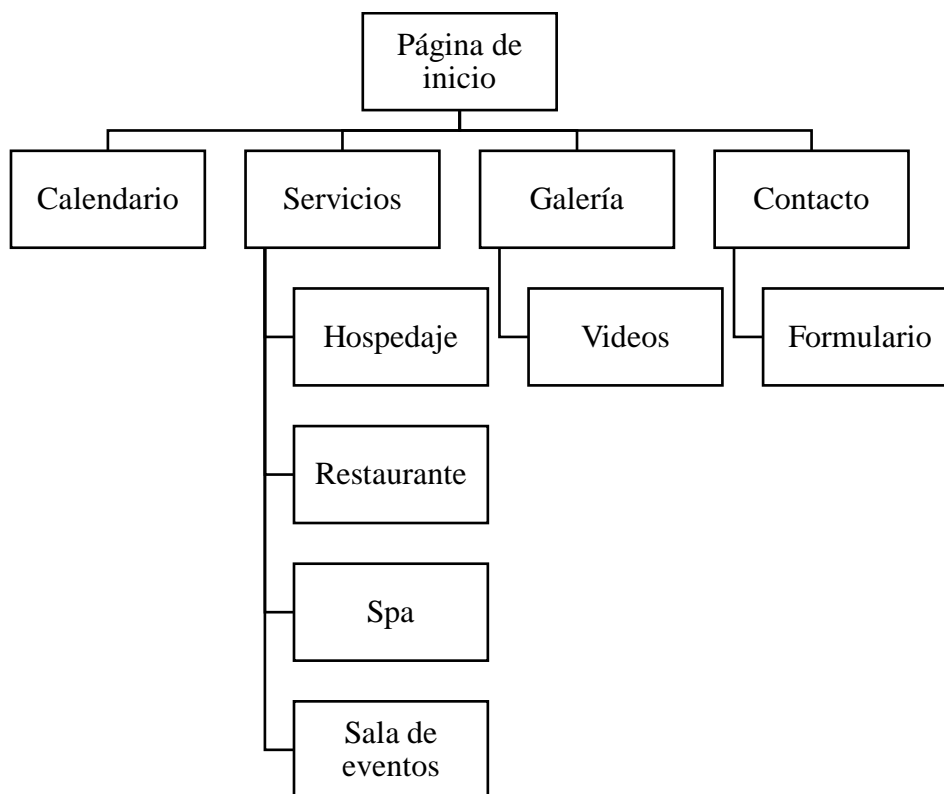 Página de
inicio
Calendario
Servicios
Galería
Contacto
Hospedaje
Videos
Formulario
Restaurante
Spa
Sala de
eventos